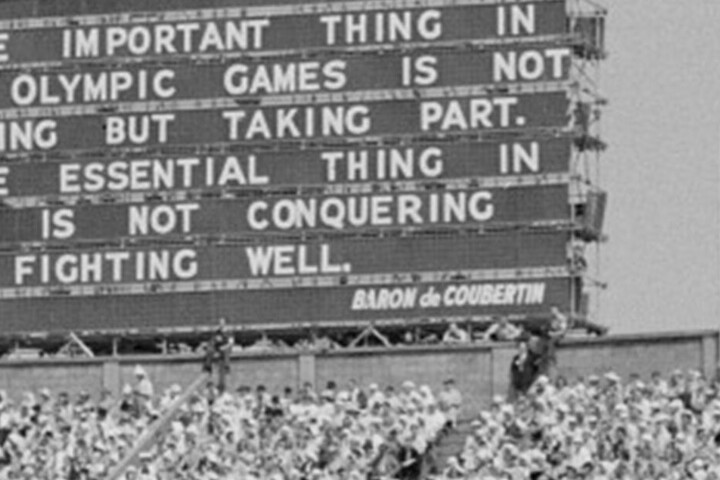 E IMPORTANT THING IN
OLYMPIC GAMES IS NOT
ING BUT TAKING PART.
E ESSENTIAL THING IN
IS NOT CONQUERING
FIGHTING WELL.
BARON de COUBERTIN